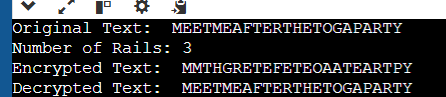 Original Text:  MEETMEAFTERTHETOGAPARTY
Number of Rails: 3
Encrypted Text:  MMTHGRETEFETEOAATEARTPY
Decrypted Text:  MEETMEAFTERTHETOGAPARTY